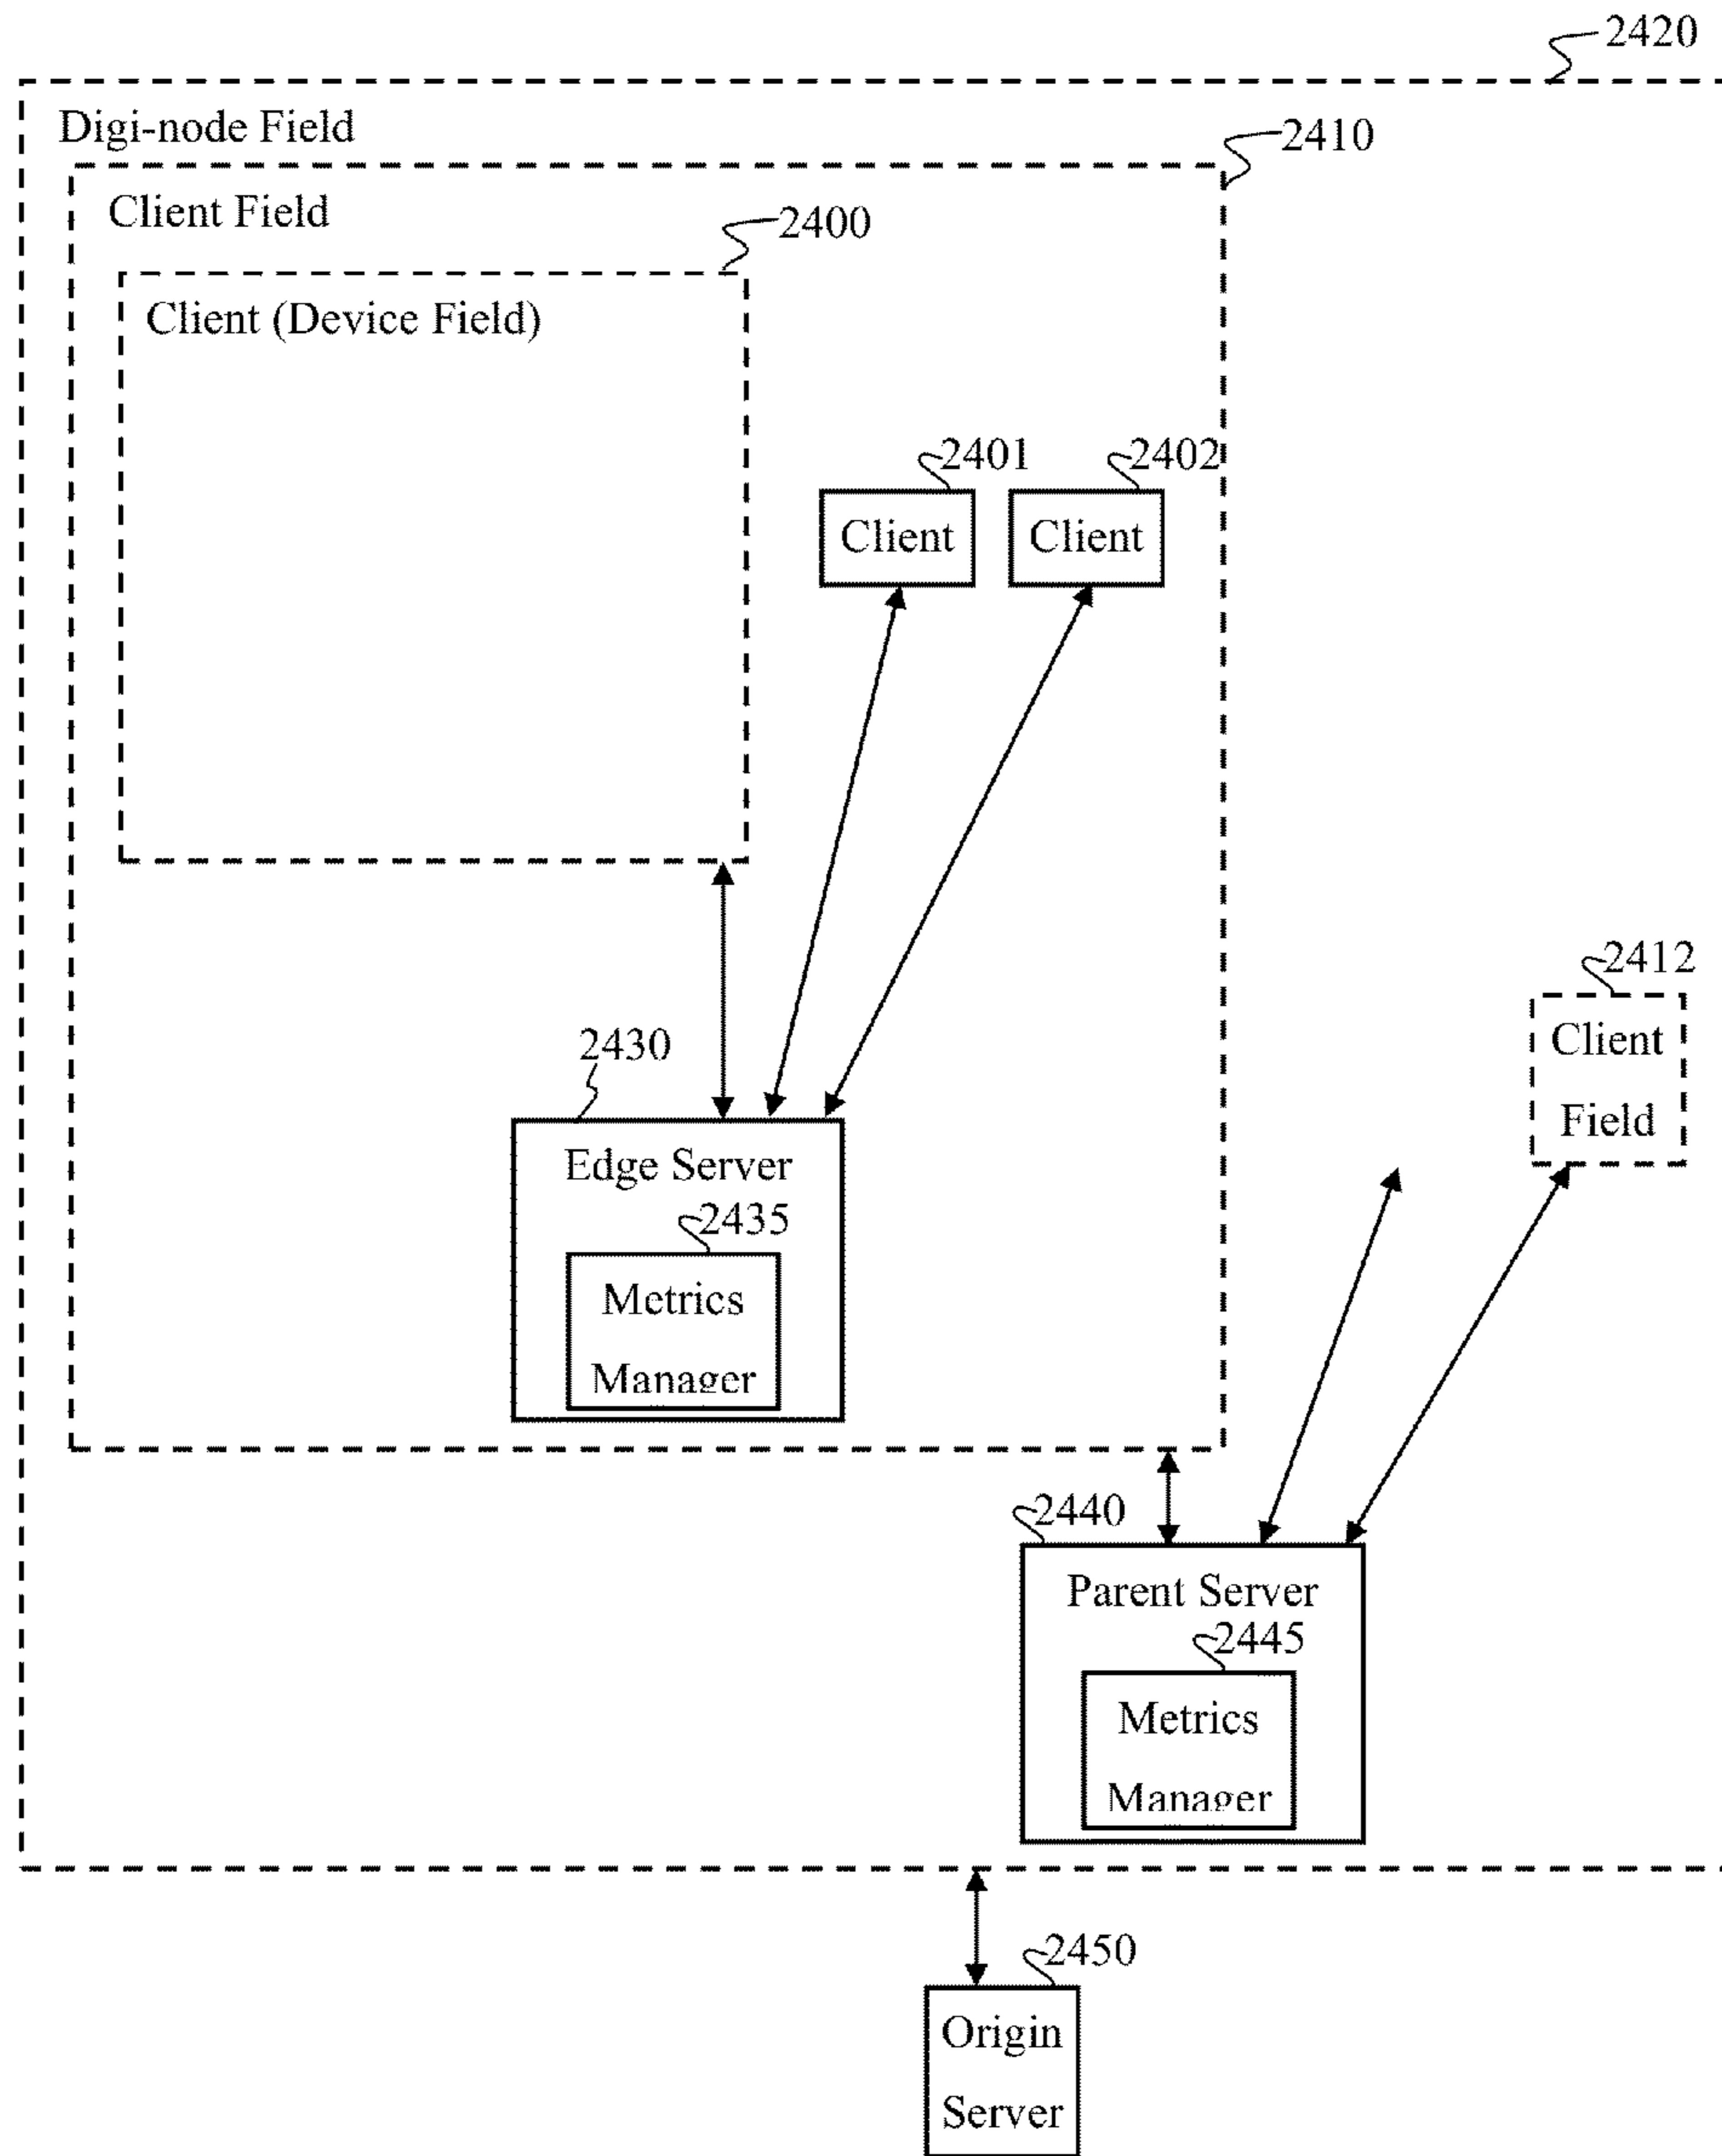 2420
Digi-node Field
2410
Client Field
2400
Client (Device Field)
2401
2402
Client
Client
2412
Client
Field
2430
Edge Server
2435
Metrics
Manager
2440
Parent Server
2445
Metrics
Manager
2450
Origin
Server